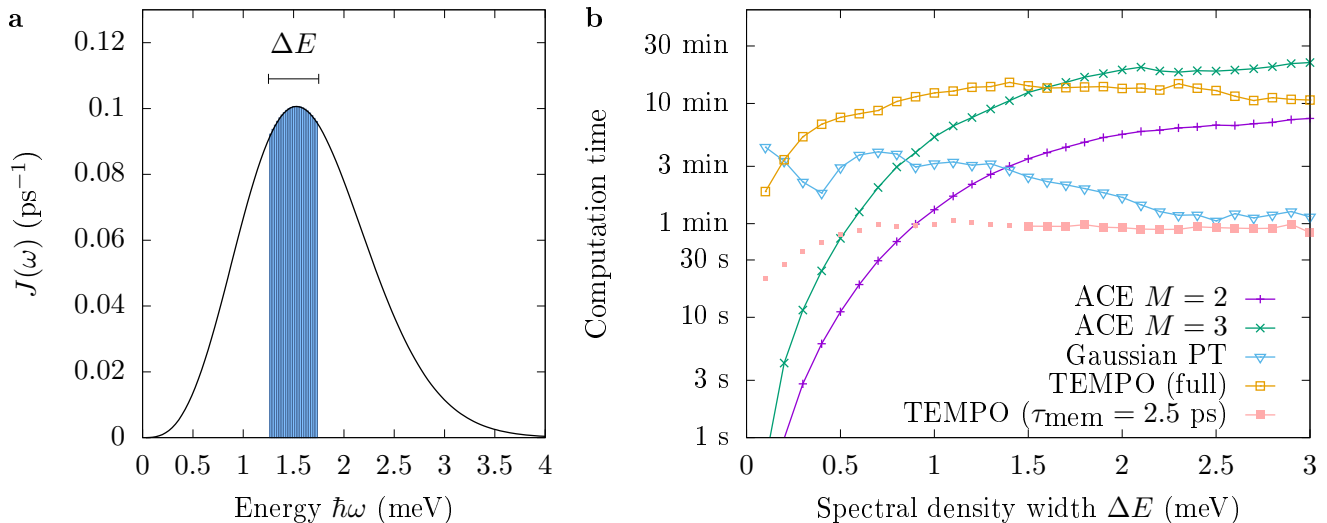 a
0.12
0.1
0.08
0.06
0.04
0.02
0
J(ω) (ps⁻¹)
ΔE
0 0.5 1 1.5 2 2.5 3 3.5 4
Energy ħω (meV)
b
30 min
10 min
3 min
1 min
30 s
10 s
3 s
1 s
Computation time
ACE M = 2
ACE M = 3
Gaussian PT
TEMPO (full)
TEMPO (τmem = 2.5 ps)
0 0.5 1 1.5 2 2.5 3
Spectral density width ΔE (meV)